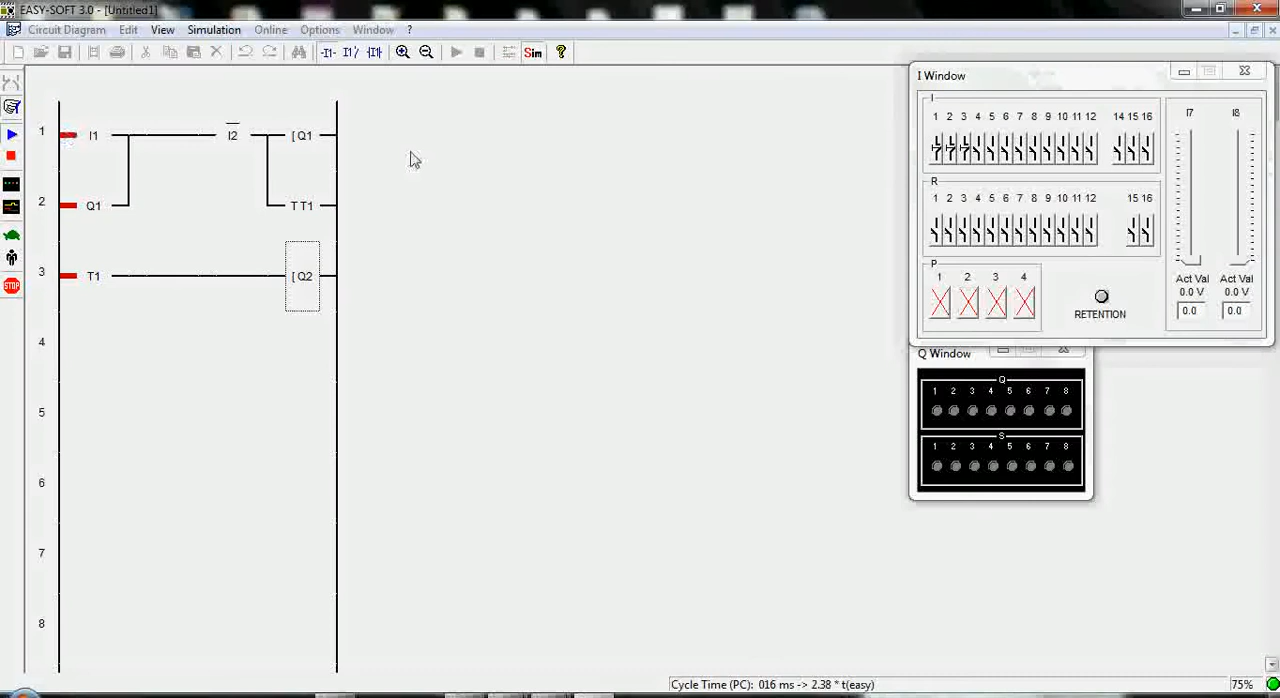 EASY-SOFT 3.0 - [Untitled1]
Circuit Diagram Edit View Simulation Online Options Window ?
Sim ?
STOP
1 I1 I2 [ Q1
2 Q1 T T1
3 T1 [ Q2
4
5
6
7
8
I Window
I
1 2 3 4 5 6 7 8 9 10 11 12 14 15 16
R
1 2 3 4 5 6 7 8 9 10 11 12 15 16
P
1 2 3 4
RETENTION
I7 I8
Act Val Act Val
0.0 V 0.0 V
0.0 0.0
Q Window
Q
1 2 3 4 5 6 7 8
S
1 2 3 4 5 6 7 8
Cycle Time (PC): 016 ms -> 2.38 * t(easy)
75%